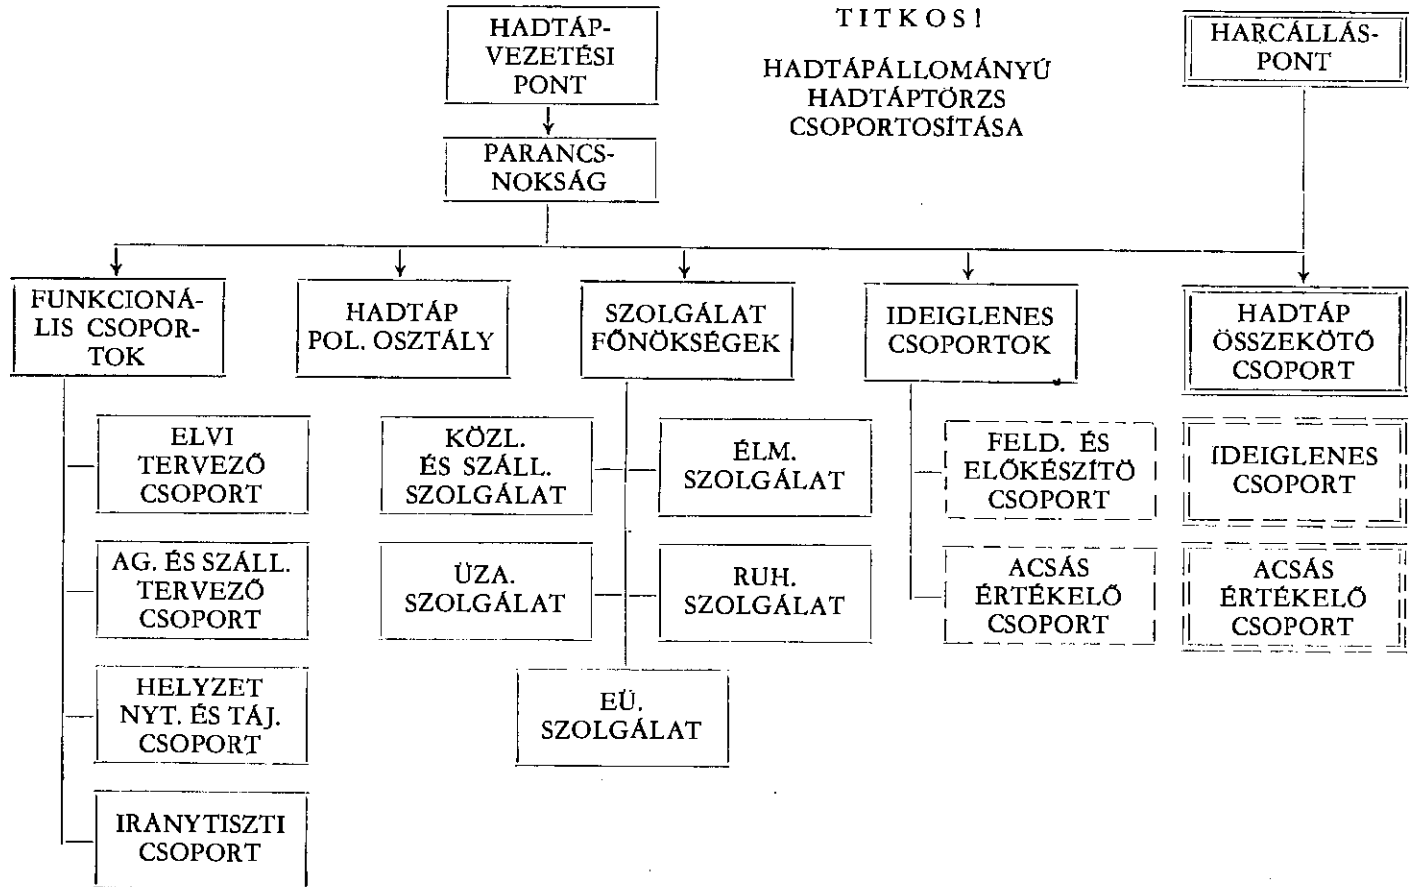 HADTÁP-
VEZETÉSI
PONT
TITKOS!
HADTÁPÁLLOMÁNYÚ
HADTÁPTÖRZS
CSOPORTOSÍTÁSA
HARCÁLLÁS-
PONT
PARANCS-
NOKSÁG
FUNKCIONÁ-
LIS CSOPOR-
TOK
HADTÁP
POL. OSZTÁLY
SZOLGÁLAT
FŐNÖKSÉGEK
IDEIGLENES
CSOPORTOK
HADTÁP
ÖSSZEKÖTŐ
CSOPORT
ELVI
TERVEZŐ
CSOPORT
KÖZL.
ÉS SZÁLL.
SZOLGÁLAT
ÉLM.
SZOLGÁLAT
FELD. ÉS
ELŐKÉSZÍTŐ
CSOPORT
IDEIGLENES
CSOPORT
AG. ÉS SZÁLL.
TERVEZŐ
CSOPORT
ÜZA.
SZOLGÁLAT
RUH.
SZOLGÁLAT
ACSÁS
ÉRTÉKELŐ
CSOPORT
ACSÁS
ÉRTÉKELŐ
CSOPORT
HELYZET
NYT. ÉS TÁJ.
CSOPORT
EÜ.
SZOLGÁLAT
IRÁNYTISZTI
CSOPORT